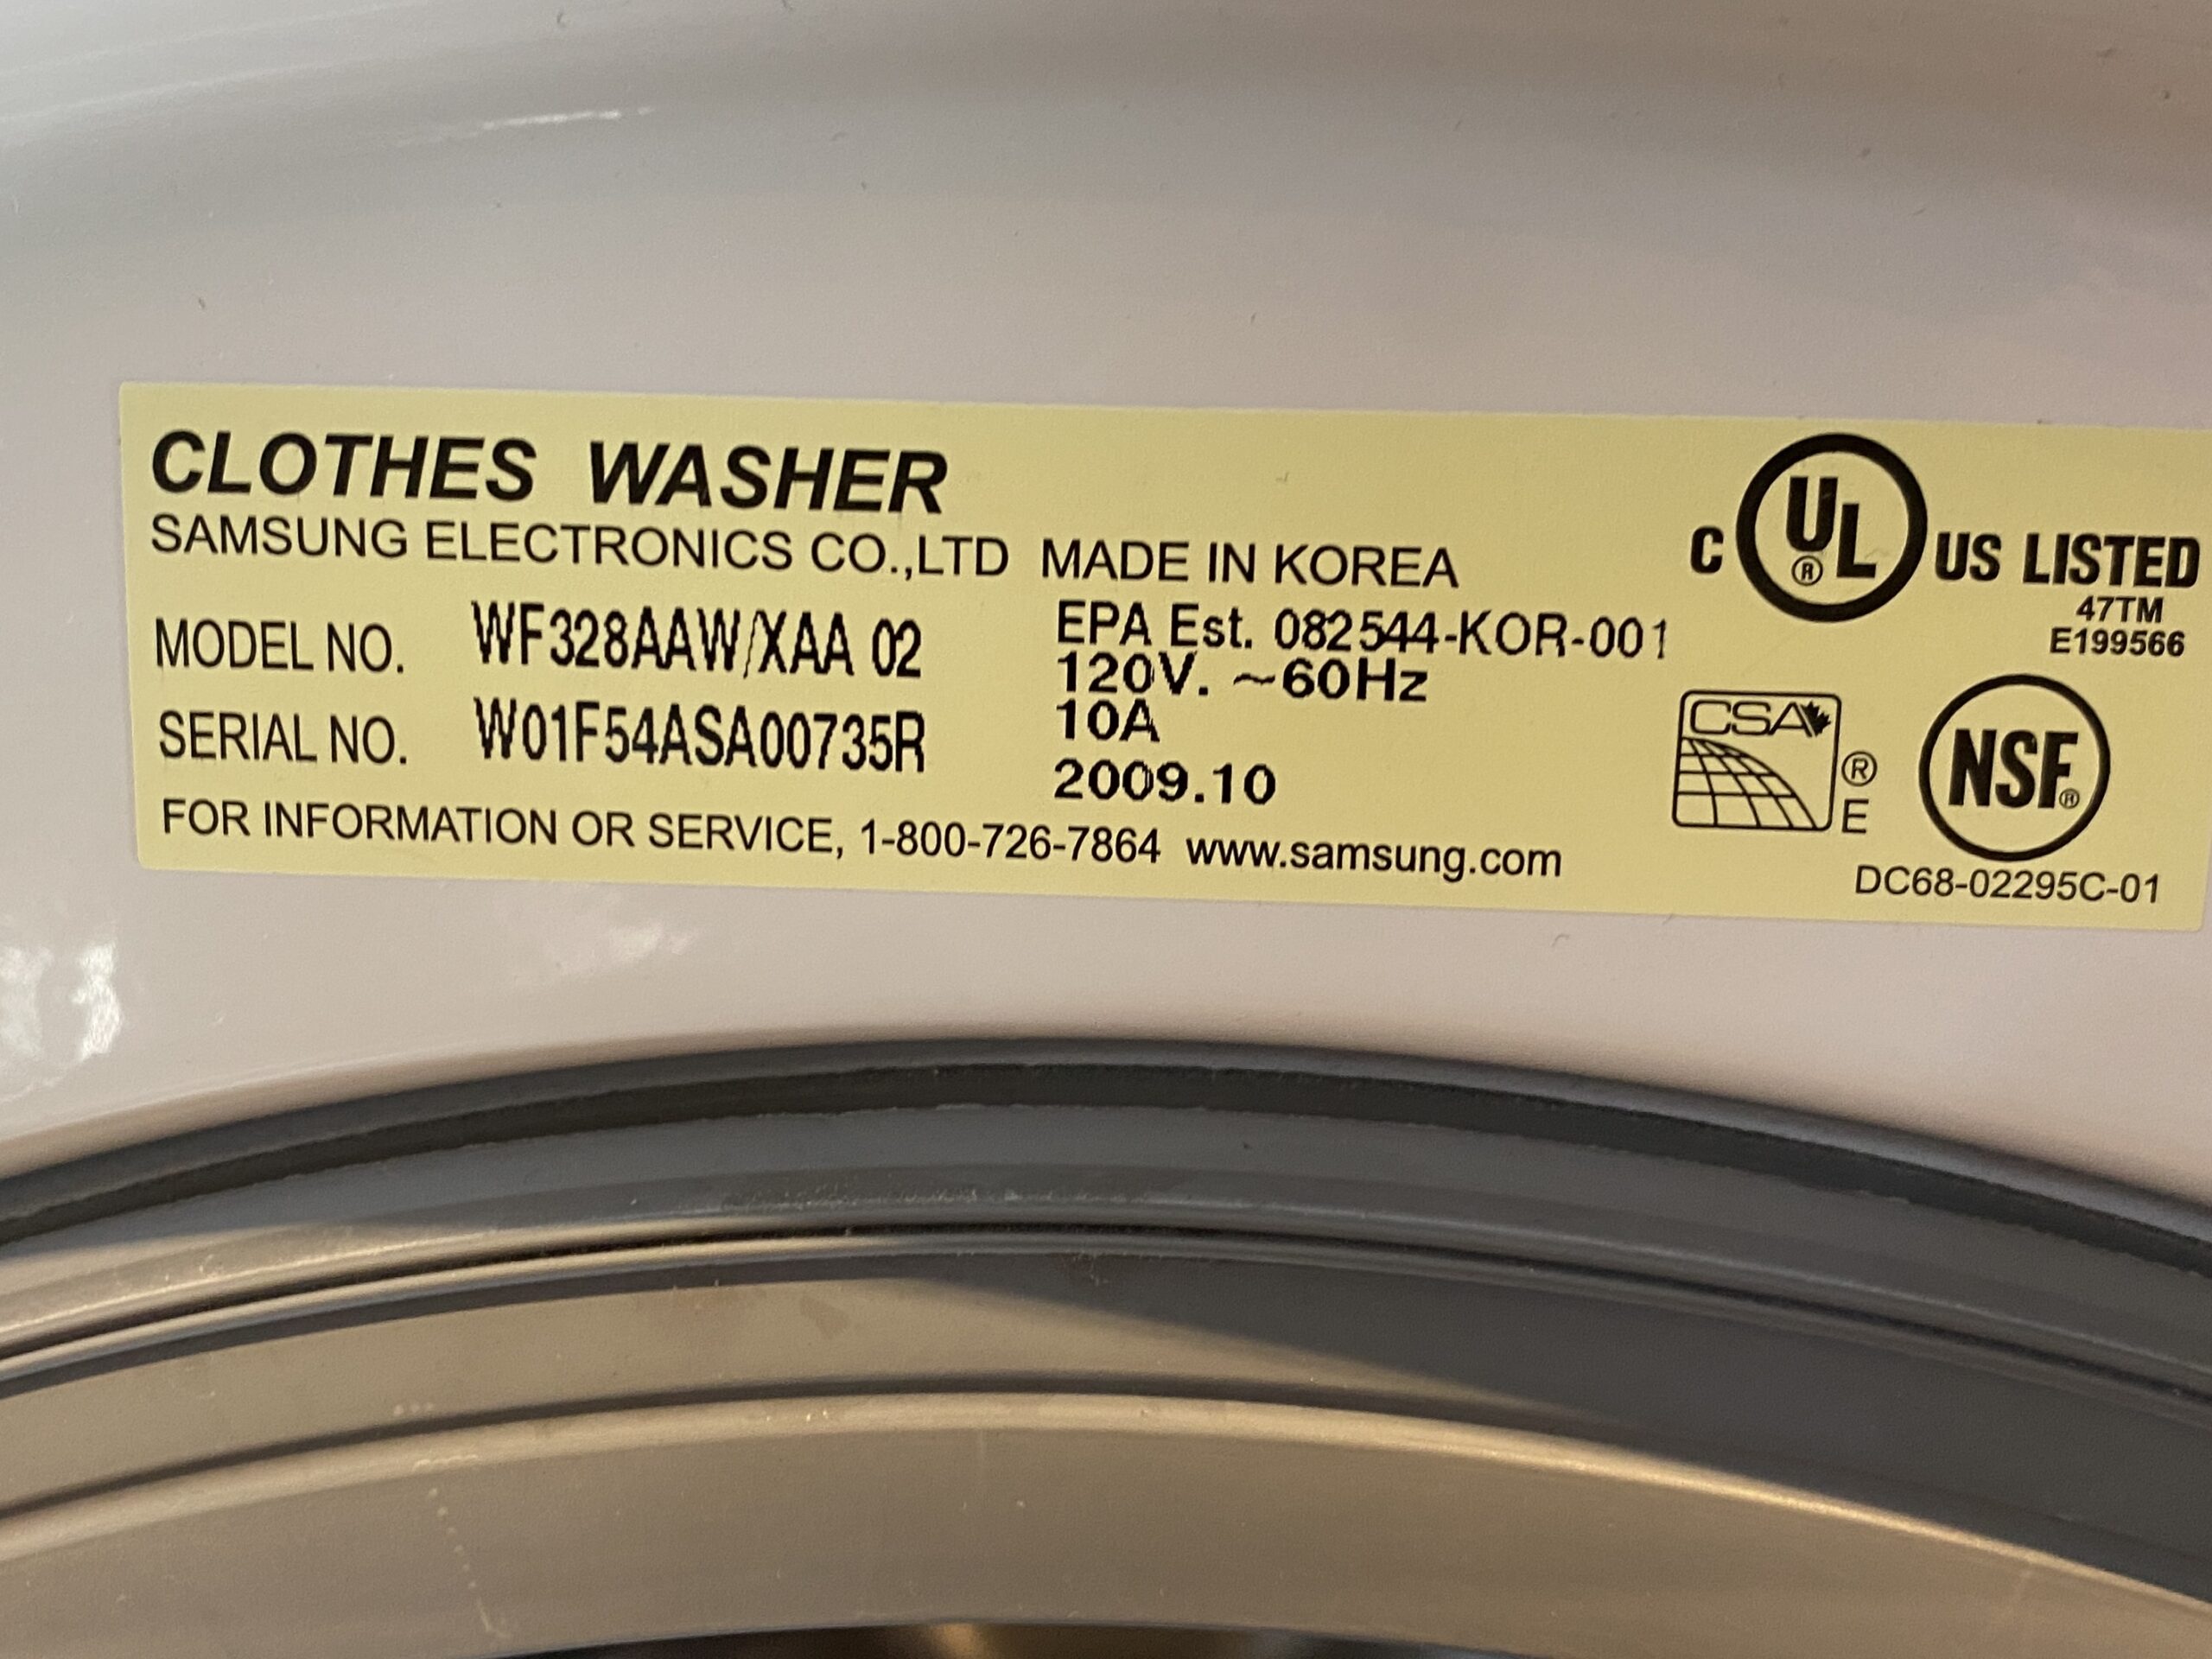 CLOTHES WASHER
SAMSUNG ELECTRONICS CO.,LTD MADE IN KOREA
MODEL NO. WF328AAW/XAA 02
SERIAL NO. W01F54ASA00735R
EPA Est. 082544-KOR-001
120V. ~60Hz
10A
2009.10
FOR INFORMATION OR SERVICE, 1-800-726-7864 www.samsung.com
C UL® US LISTED
47TM
E199566
CSA ®
E
NSF®
DC68-02295C-01